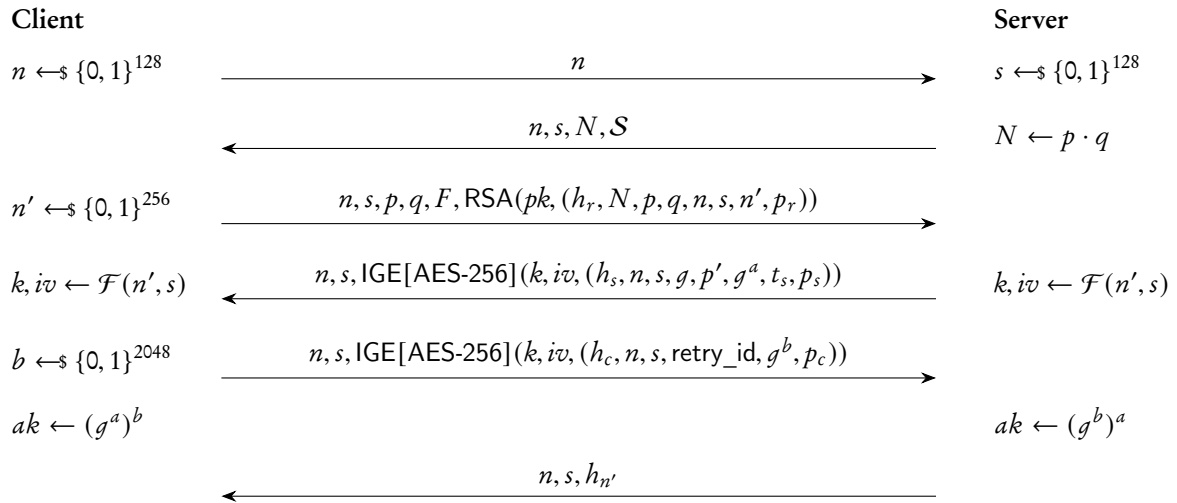 Client Server
n ←$ {0, 1}^128 n s ←$ {0, 1}^128
n, s, N, 𝒮 N ← p · q
n′ ←$ {0, 1}^256 n, s, p, q, F, RSA(pk, (h_r, N, p, q, n, s, n′, p_r))
k, iv ← ℱ(n′, s) n, s, IGE[AES-256](k, iv, (h_s, n, s, g, p′, g^a, t_s, p_s)) k, iv ← ℱ(n′, s)
b ←$ {0, 1}^2048 n, s, IGE[AES-256](k, iv, (h_c, n, s, retry_id, g^b, p_c))
ak ← (g^a)^b ak ← (g^b)^a
n, s, h_n′